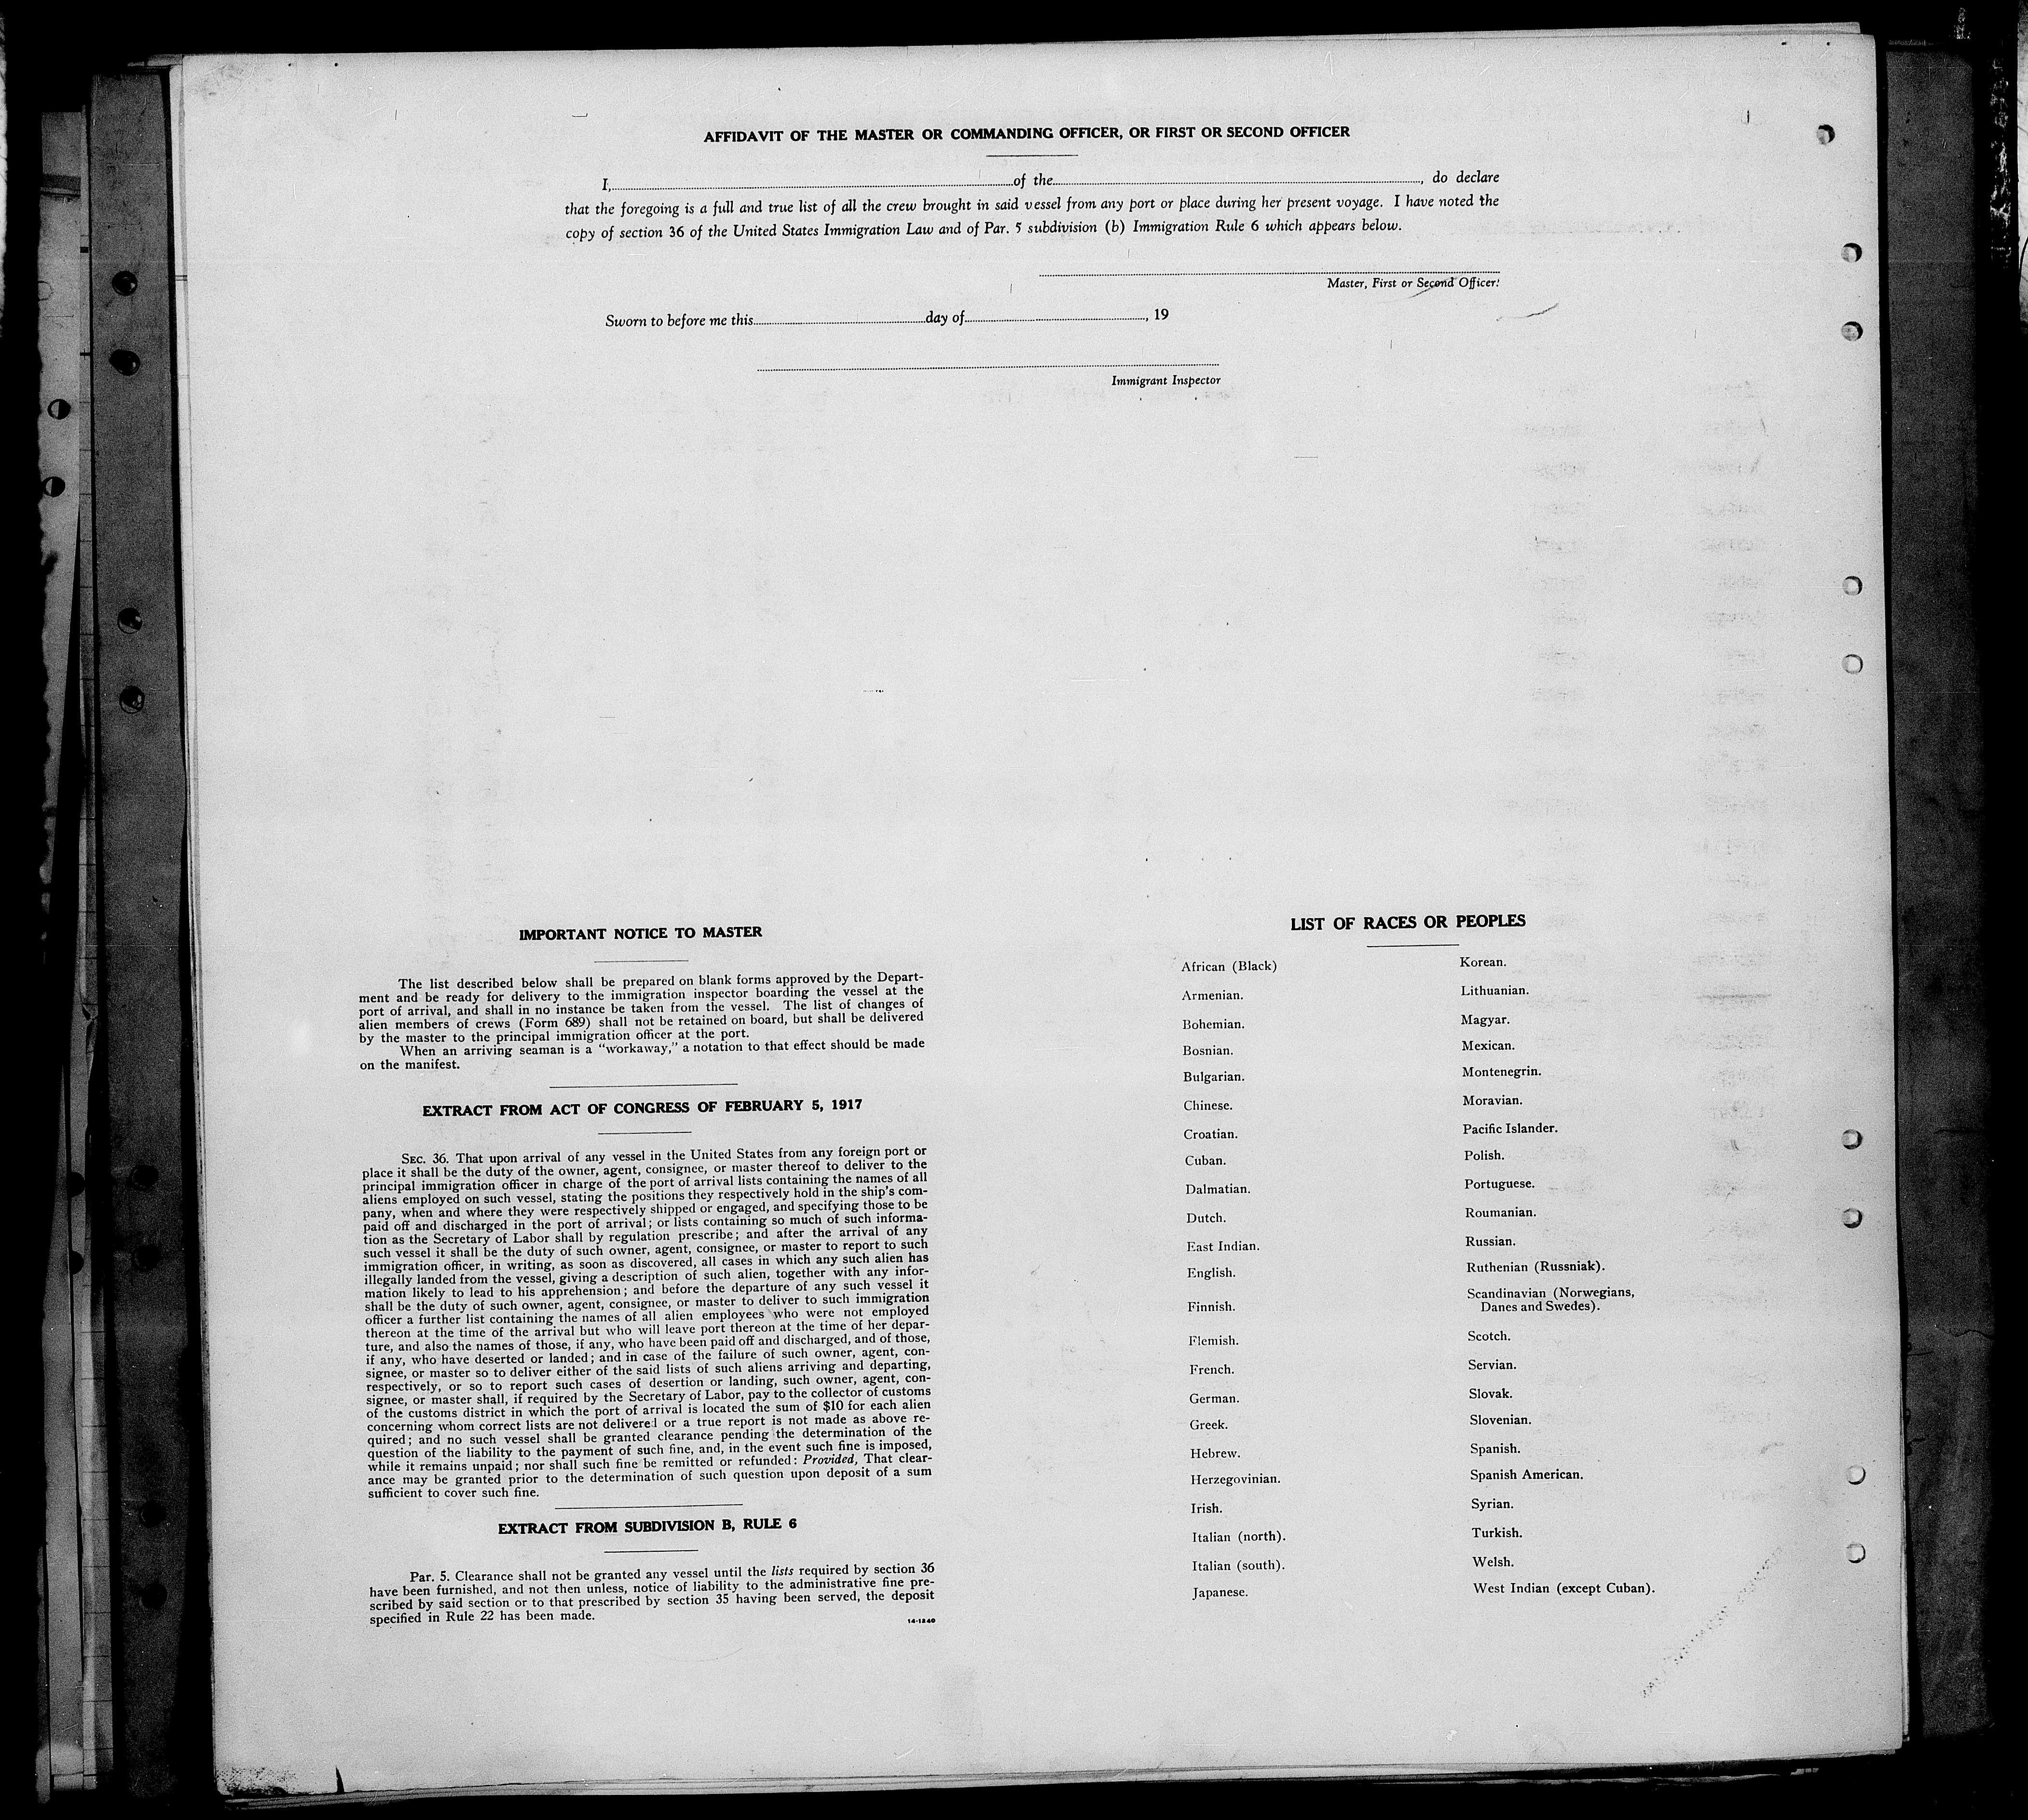 AFFIDAVIT OF THE MASTER OR COMMANDING OFFICER, OR FIRST OR SECOND OFFICER
I, of the , do declare
that the foregoing is a full and true list of all the crew brought in said vessel from any port or place during her present voyage. I have noted the
copy of section 36 of the United States Immigration Law and of Par. 5 subdivision (b) Immigration Rule 6 which appears below.
Master, First or Second Officer.
Sworn to before me this day of , 19
Immigrant Inspector
IMPORTANT NOTICE TO MASTER
The list described below shall be prepared on blank forms approved by the Depart-
ment and be ready for delivery to the immigration inspector boarding the vessel at the
port of arrival, and shall in no instance be taken from the vessel. The list of changes of
alien members of crews (Form 689) shall not be retained on board, but shall be delivered
by the master to the principal immigration officer at the port.
When an arriving seaman is a "workaway," a notation to that effect should be made
on the manifest.
EXTRACT FROM ACT OF CONGRESS OF FEBRUARY 5, 1917
SEC. 36. That upon arrival of any vessel in the United States from any foreign port or
place it shall be the duty of the owner, agent, consignee, or master thereof to deliver to the
principal immigration officer in charge of the port of arrival lists containing the names of all
aliens employed on such vessel, stating the positions they respectively hold in the ship's com-
pany, when and where they were respectively shipped or engaged, and specifying those to be
paid off and discharged in the port of arrival; or lists containing so much of such informa-
tion as the Secretary of Labor shall by regulation prescribe; and after the arrival of any
such vessel it shall be the duty of such owner, agent, consignee, or master to report to such
immigration officer, in writing, as soon as discovered, all cases in which any such alien has
illegally landed from the vessel, giving a description of such alien, together with any infor-
mation likely to lead to his apprehension; and before the departure of any such vessel it
shall be the duty of such owner, agent, consignee, or master to deliver to such immigration
officer a further list containing the names of all alien employees who were not employed
thereon at the time of the arrival but who will leave port thereon at the time of her depar-
ture, and also the names of those, if any, who have been paid off and discharged, and of those,
if any, who have deserted or landed; and in case of the failure of such owner, agent, con-
signee, or master so to deliver either of the said lists of such aliens arriving and departing,
respectively, or so to report such cases of desertion or landing, such owner, agent, con-
signee, or master shall, if required by the Secretary of Labor, pay to the collector of customs
of the customs district in which the port of arrival is located the sum of $10 for each alien
concerning whom correct lists are not delivered or a true report is not made as above re-
quired; and no such vessel shall be granted clearance pending the determination of the
question of the liability to the payment of such fine, and, in the event such fine is imposed,
while it remains unpaid; nor shall such fine be remitted or refunded: Provided, That clear-
ance may be granted prior to the determination of such question upon deposit of a sum
sufficient to cover such fine.
EXTRACT FROM SUBDIVISION B, RULE 6
Par. 5. Clearance shall not be granted any vessel until the lists required by section 36
have been furnished, and not then unless, notice of liability to the administrative fine pre-
scribed by said section or to that prescribed by section 35 having been served, the deposit
specified in Rule 22 has been made.
14-1240
LIST OF RACES OR PEOPLES
African (Black)
Armenian.
Bohemian.
Bosnian.
Bulgarian.
Chinese.
Croatian.
Cuban.
Dalmatian.
Dutch.
East Indian.
English.
Finnish.
Flemish.
French.
German.
Greek.
Hebrew.
Herzegovinian.
Irish.
Italian (north).
Italian (south).
Japanese.
Korean.
Lithuanian.
Magyar.
Mexican.
Montenegrin.
Moravian.
Pacific Islander.
Polish.
Portuguese.
Roumanian.
Russian.
Ruthenian (Russniak).
Scandinavian (Norwegians,
Danes and Swedes).
Scotch.
Servian.
Slovak.
Slovenian.
Spanish.
Spanish American.
Syrian.
Turkish.
Welsh.
West Indian (except Cuban).